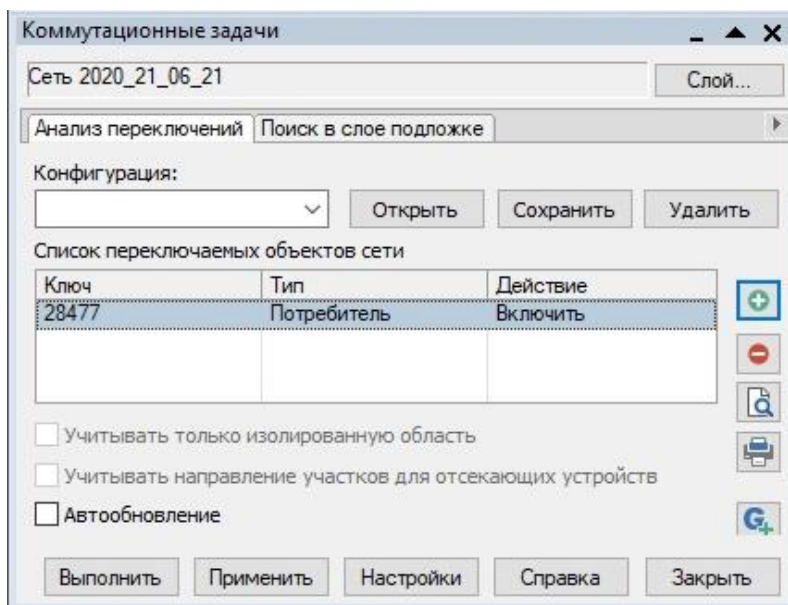 Коммутационные задачи
Сеть 2020_21_06_21
Слой...
Анализ переключений Поиск в слое подложке
Конфигурация:
Открыть Сохранить Удалить
Список переключаемых объектов сети
Ключ Тип Действие
28477 Потребитель Включить
Учитывать только изолированную область
Учитывать направление участков для отсекающих устройств
Автообновление
Выполнить Применить Настройки Справка Закрыть